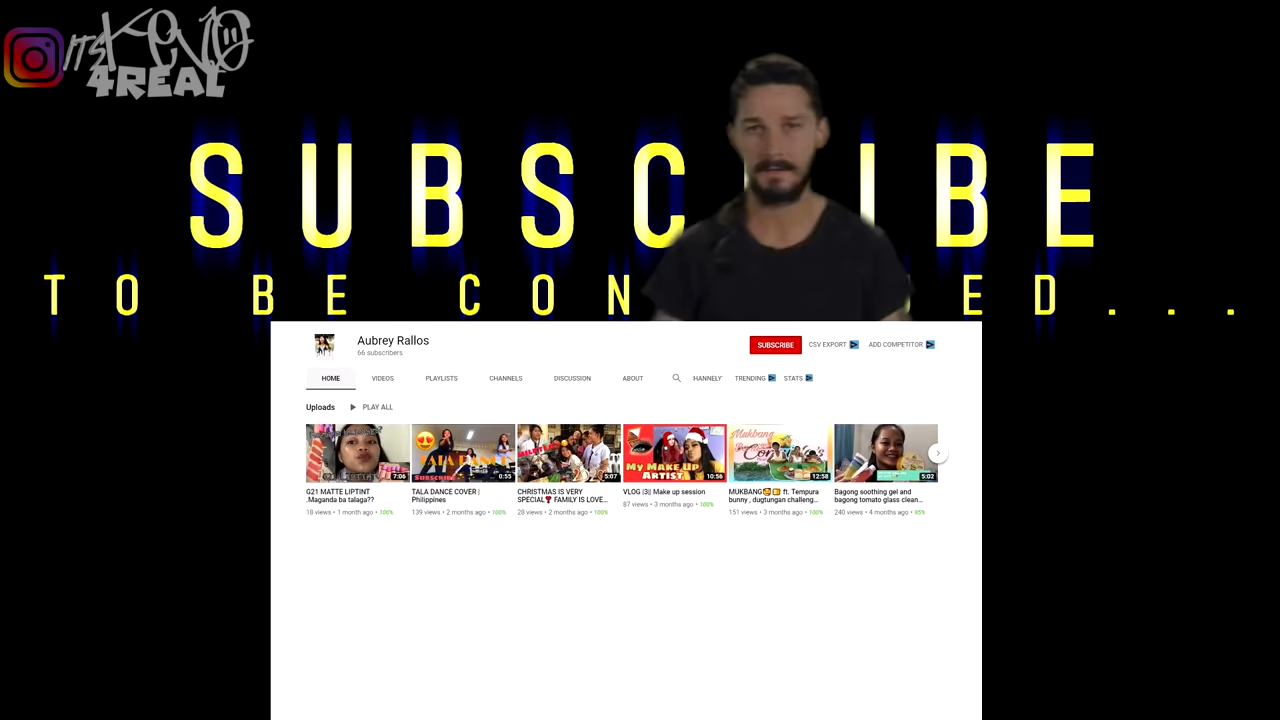 ITS KENO
4REAL
SUBSC IBE
TO BE CON ED...
Aubrey Rallos
66 subscribers
SUBSCRIBE
CSV EXPORT
ADD COMPETITOR
HOME VIDEOS PLAYLISTS CHANNELS DISCUSSION ABOUT HANNELY TRENDING STATS
Uploads PLAY ALL
7:06
TALA DANCE
SUBSCRIBE
0:55
5:07
My Make Up
Artist
10:56
Mukbang
12:58
5:02
G21 MATTE LIPTINT
.Maganda ba talaga??
18 views • 1 month ago • 100%
TALA DANCE COVER |
Philippines
139 views • 2 months ago • 100%
CHRISTMAS IS VERY
SPECIAL❣️ FAMILY IS LOVE...
28 views • 2 months ago • 100%
VLOG |3|| Make up session
87 views • 3 months ago • 100%
MUKBANG ft. Tempura
bunny , dugtungan challeng...
151 views • 3 months ago • 100%
Bagong soothing gel and
bagong tomato glass clean...
240 views • 4 months ago • 95%